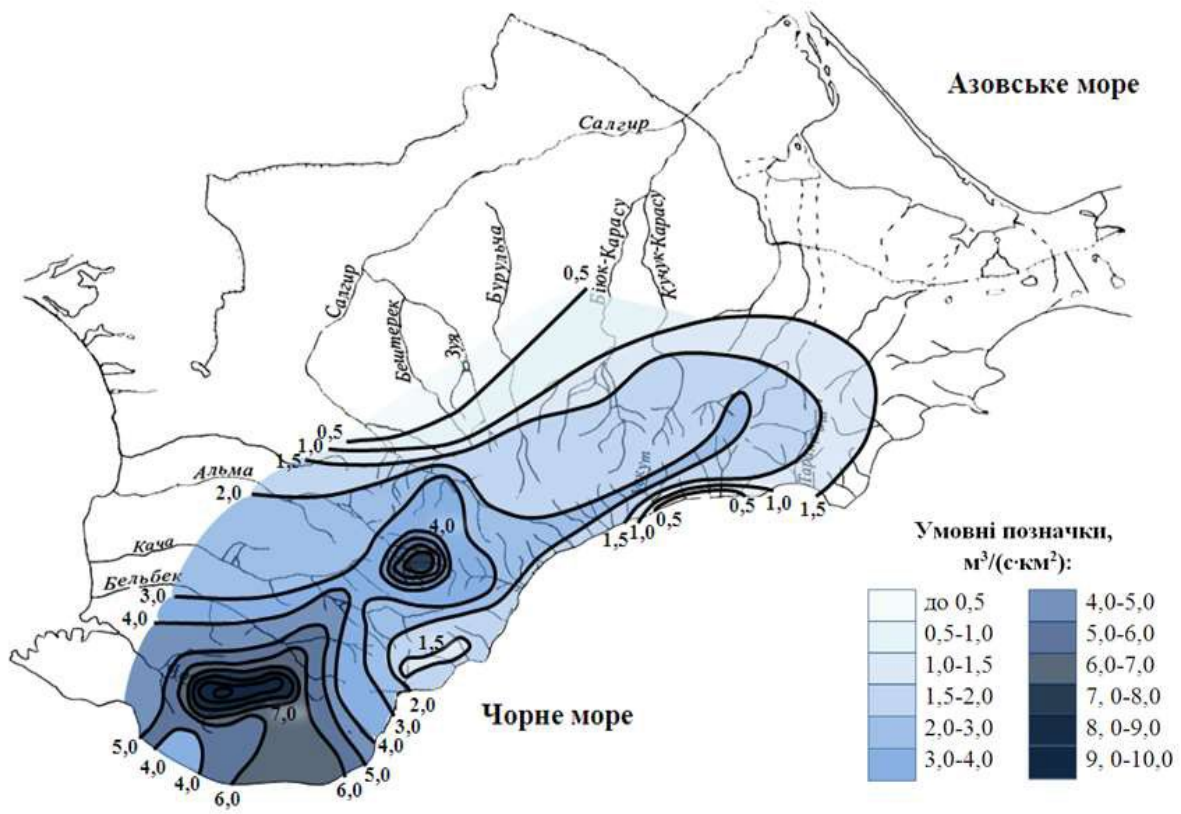 Азовське море
Салгир
Салгир
Бештерек
Зуя
Бурульча
Біюк-Карасу
Кучук-Карасу
0,5
0,5
1,0
1,5
Альма
2,0
4,0
Кача
Бельбек
3,0
4,0
1,5
7,0
2,0
3,0
4,0
5,0
6,0
5,0
4,0
4,0
6,0
1,5
1,0
0,5
0,5
1,0
1,5
Чорне море
Умовні позначки,
м³/(с·км²):
до 0,5
0,5-1,0
1,0-1,5
1,5-2,0
2,0-3,0
3,0-4,0
4,0-5,0
5,0-6,0
6,0-7,0
7, 0-8,0
8, 0-9,0
9, 0-10,0